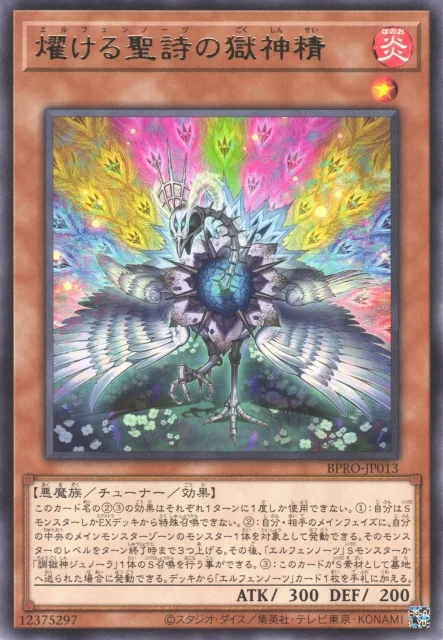 エルフェンノーツ ごくしんせい
燿ける聖詩の獄神精
ほのお
炎
BPRO-JP013
【悪魔族／チューナー／効果】
このカード名の②③の効果はそれぞれ1ターンに1度しか使用できない。①：自分はS
モンスターしかEXデッキから特殊召喚できない。②：自分・相手のメインフェイズに、自分
の中央のメインモンスターゾーンのモンスター1体を対象として発動できる。そのモンス
ターのレベルをターン終了時まで3つ上げる。その後、「エルフェンノーツ」Sモンスターか
「調獄神ジュノーラ」1体のS召喚を行う事ができる。③：このカードがS素材として墓地
へ送られた場合に発動できる。デッキから「エルフェンノーツ」カード1枚を手札に加える。
ATK/ 300 DEF/ 200
12375297
©スタジオ・ダイス/集英社・テレビ東京・KONAMI